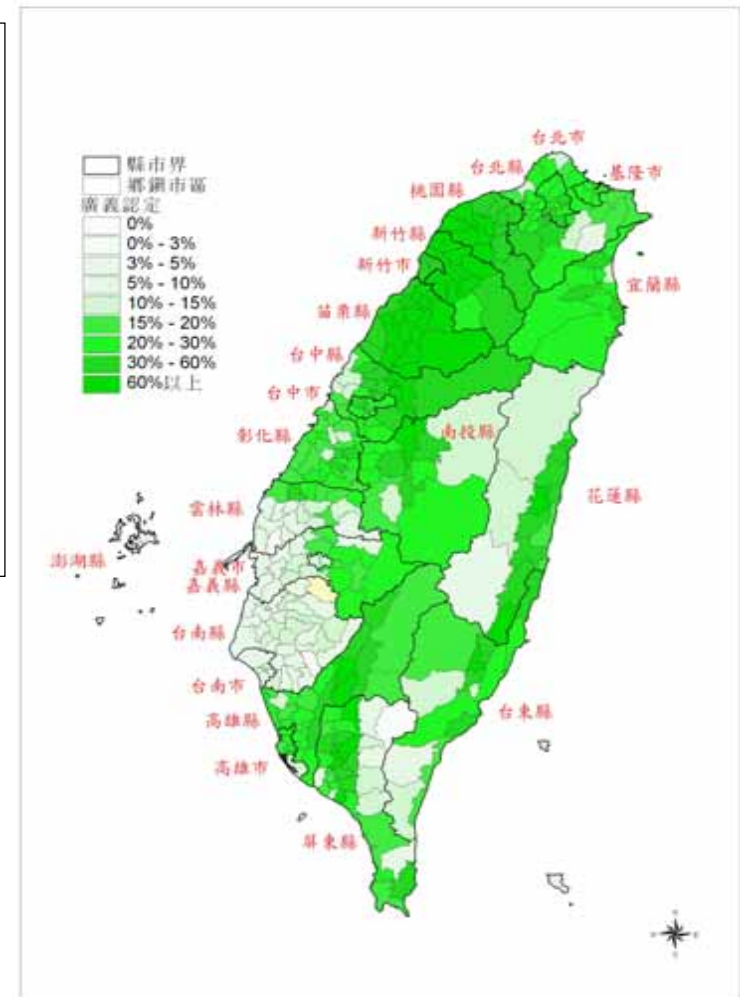 縣市界
鄉鎮市區
廣義認定
0%
0% - 3%
3% - 5%
5% - 10%
10% - 15%
15% - 20%
20% - 30%
30% - 60%
60%以上
台北市
台北縣
基隆市
桃園縣
新竹縣
新竹市
宜蘭縣
苗栗縣
台中縣
台中市
彰化縣
南投縣
花蓮縣
雲林縣
澎湖縣
嘉義市
嘉義縣
台南縣
台南市
高雄縣
台東縣
高雄市
屏東縣